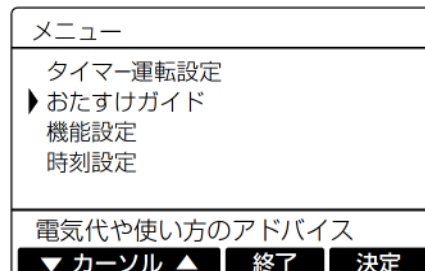 メニュー
タイマー運転設定
▶おたすけガイド
機能設定
時刻設定
電気代や使い方のアドバイス
▼ カーソル ▲ 終了 決定